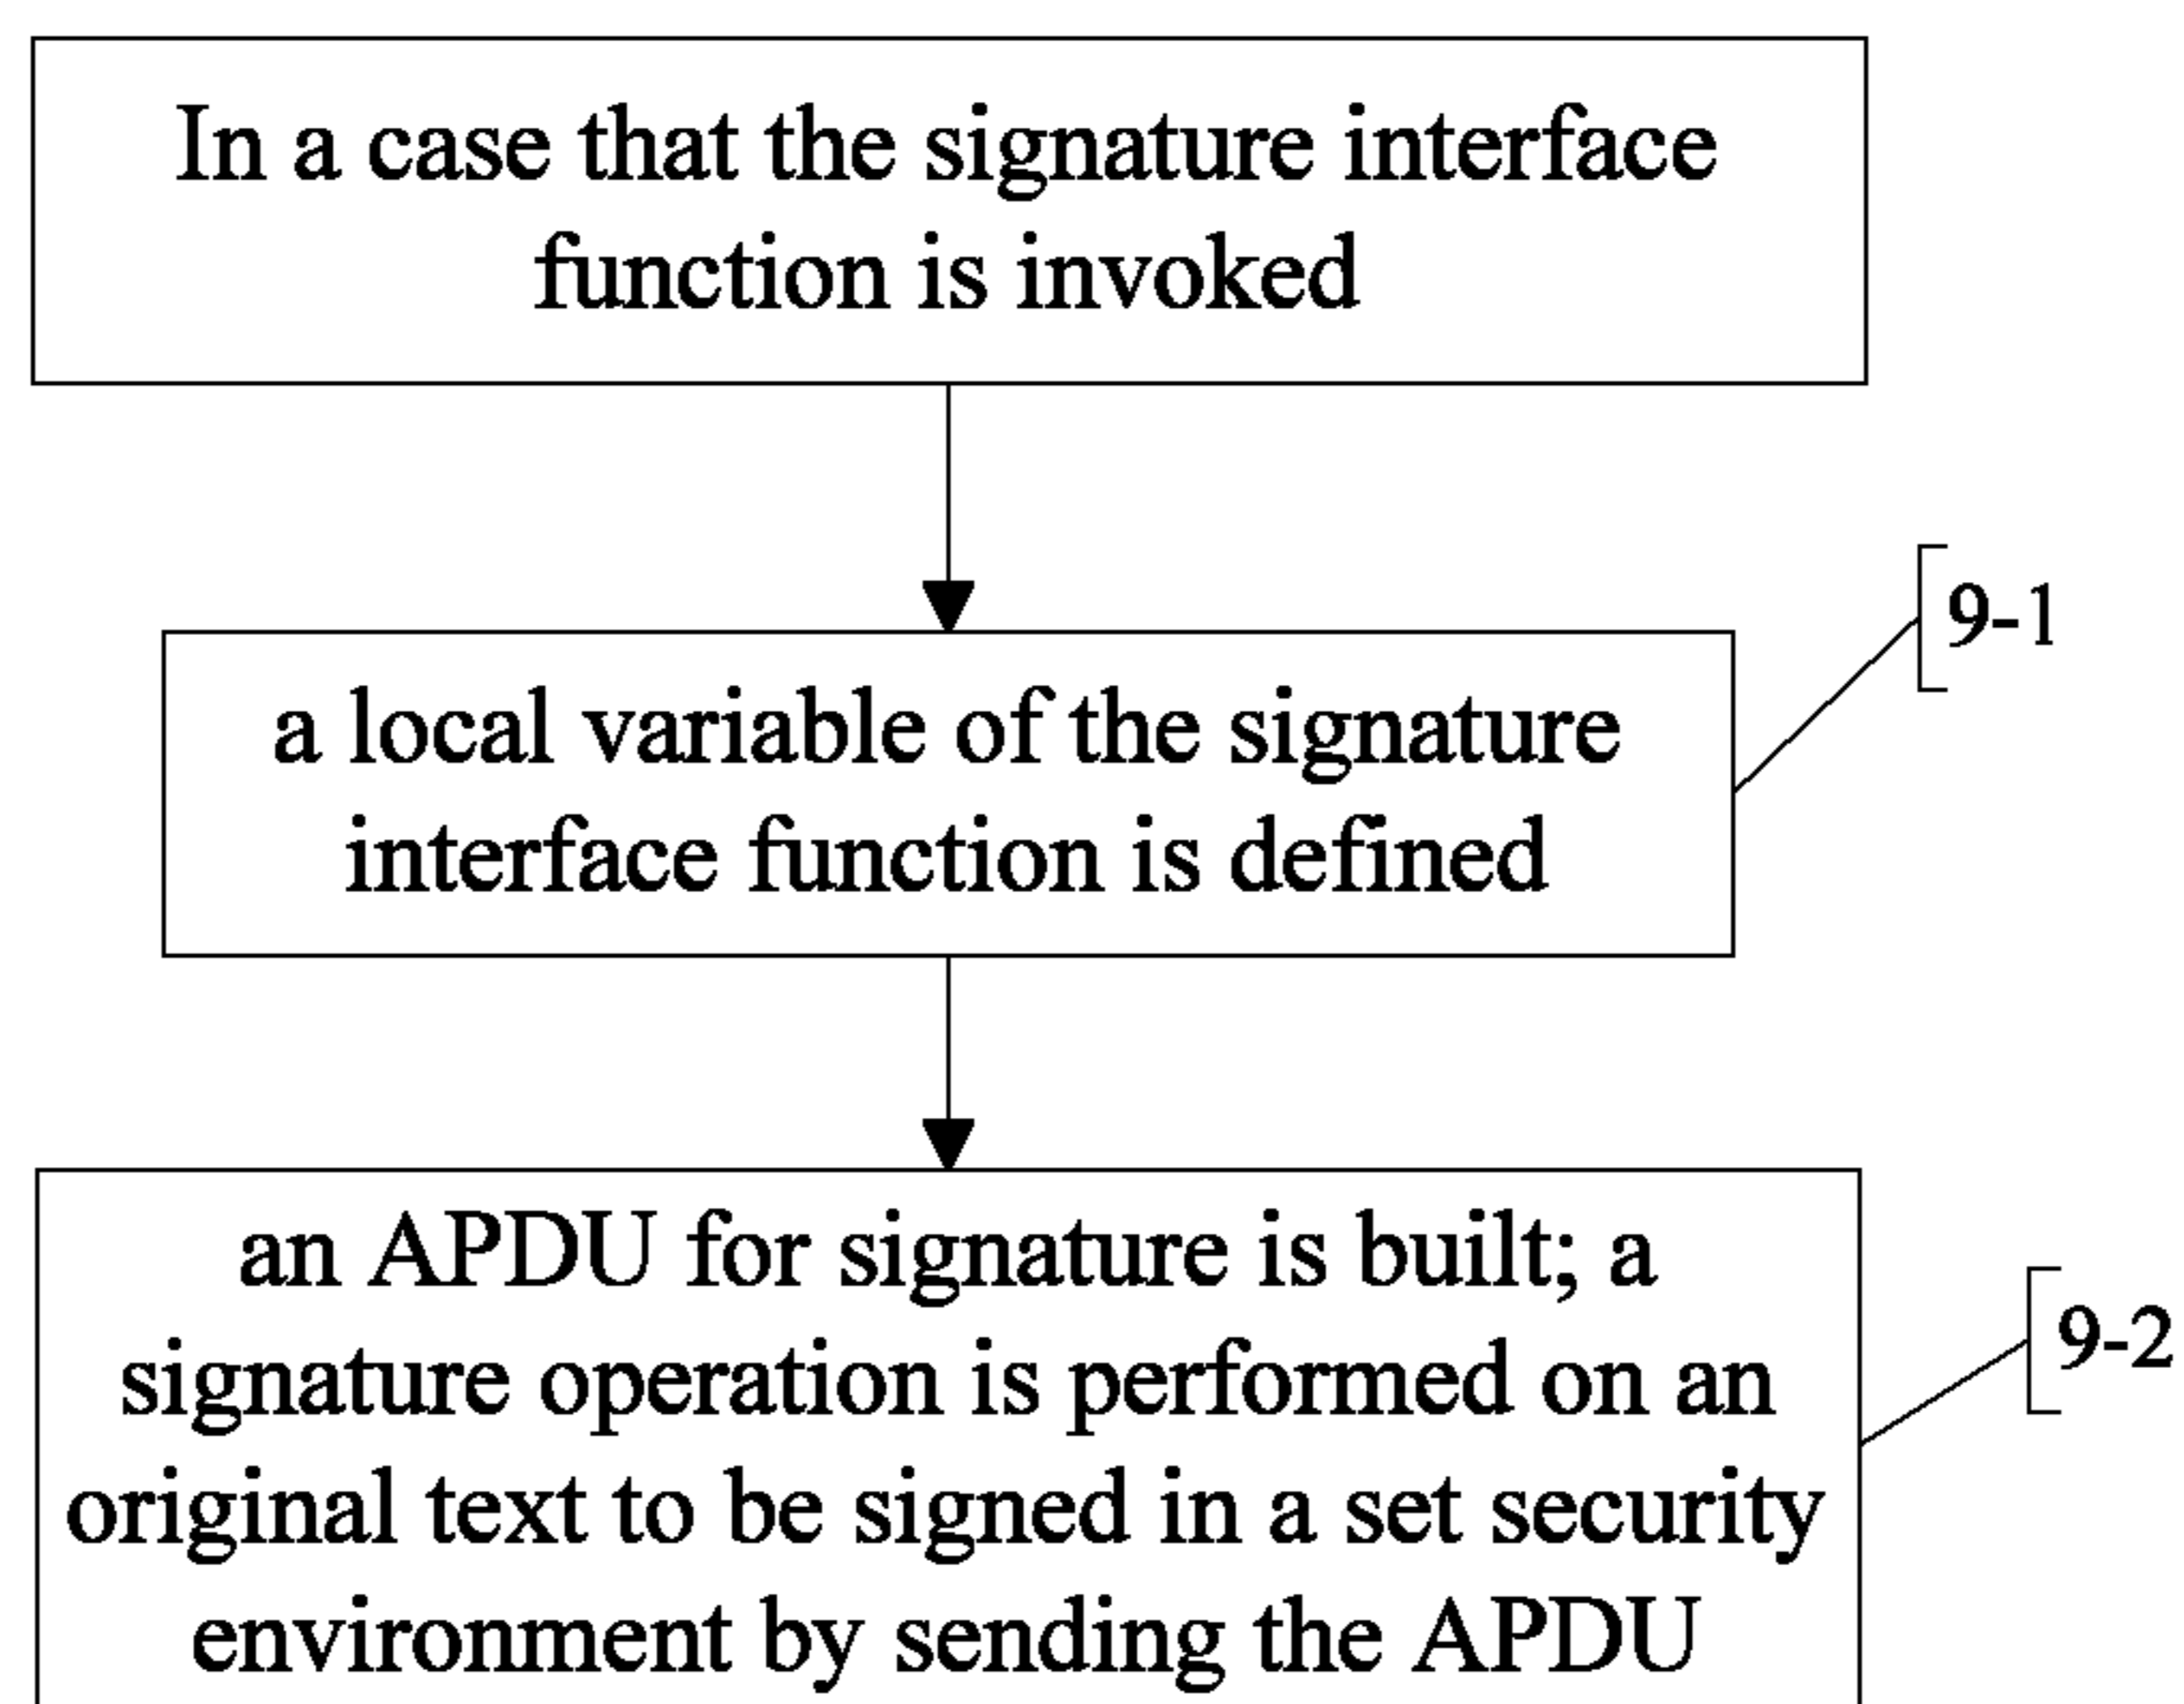 In a case that the signature interface
function is invoked
9-1
a local variable of the signature
interface function is defined
an APDU for signature is built; a
9-2
signature operation is performed on an
original text to be signed in a set security
environment by sending the APDU